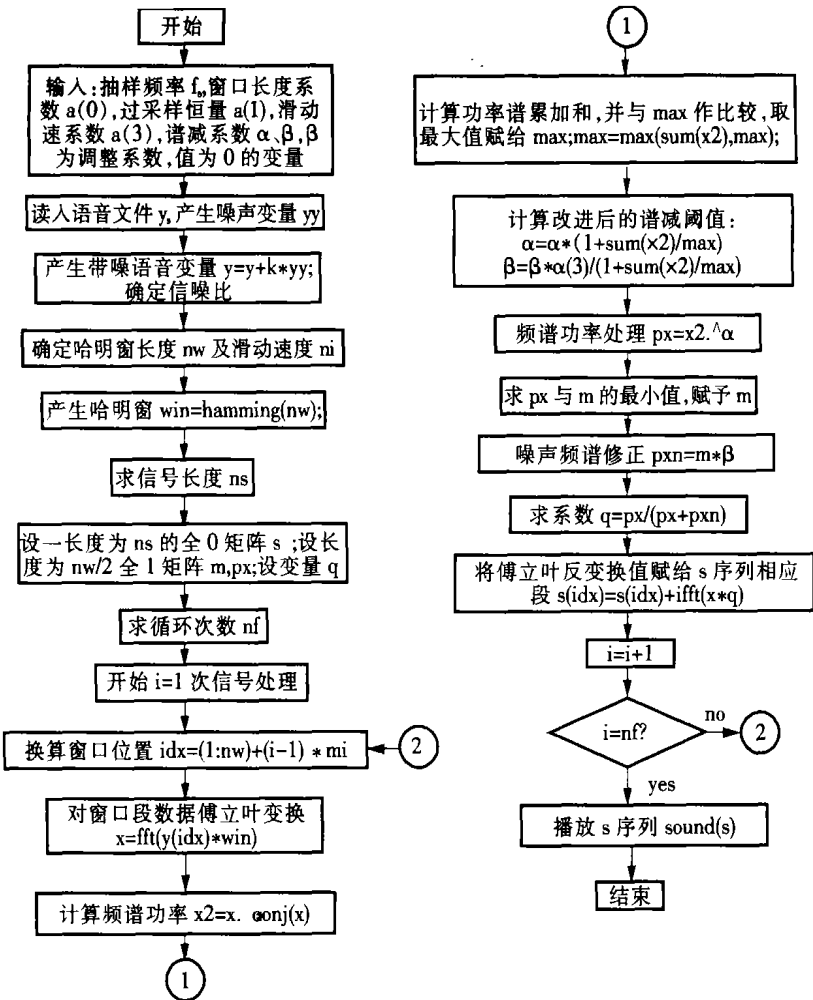 开始
输入:抽样频率 fs,窗口长度系
数 a(0),过采样恒量 a(1),滑动
速系数 a(3),谱减系数 α、β,β
为调整系数,值为 0 的变量
读入语音文件 y,产生噪声变量 yy
产生带噪语音变量 y=y+k*yy;
确定信噪比
确定哈明窗长度 nw 及滑动速度 ni
产生哈明窗 win=hamming(nw);
求信号长度 ns
设一长度为 ns 的全 0 矩阵 s ;设长
度为 nw/2 全 1 矩阵 m,px;设变量 q
求循环次数 nf
开始 i=1 次信号处理
换算窗口位置 idx=(1:nw)+(i-1) *mi
2
对窗口段数据傅立叶变换
x=fft(y(idx)*win)
计算频谱功率 x2=x. conj(x)
1
1
计算功率谱累加和,并与 max 作比较,取
最大值赋给 max;max=max(sum(x2),max);
计算改进后的谱减阈值:
α=α*(1+sum(×2)/max)
β=β*α(3)/(1+sum(×2)/max)
频谱功率处理 px=x2.^α
求 px 与 m 的最小值,赋予 m
噪声频谱修正 pxn=m*β
求系数 q=px/(px+pxn)
将傅立叶反变换值赋给 s 序列相应
段 s(idx)=s(idx)+ifft(x*q)
i=i+1
i=nf?
no
2
yes
播放 s 序列 sound(s)
结束